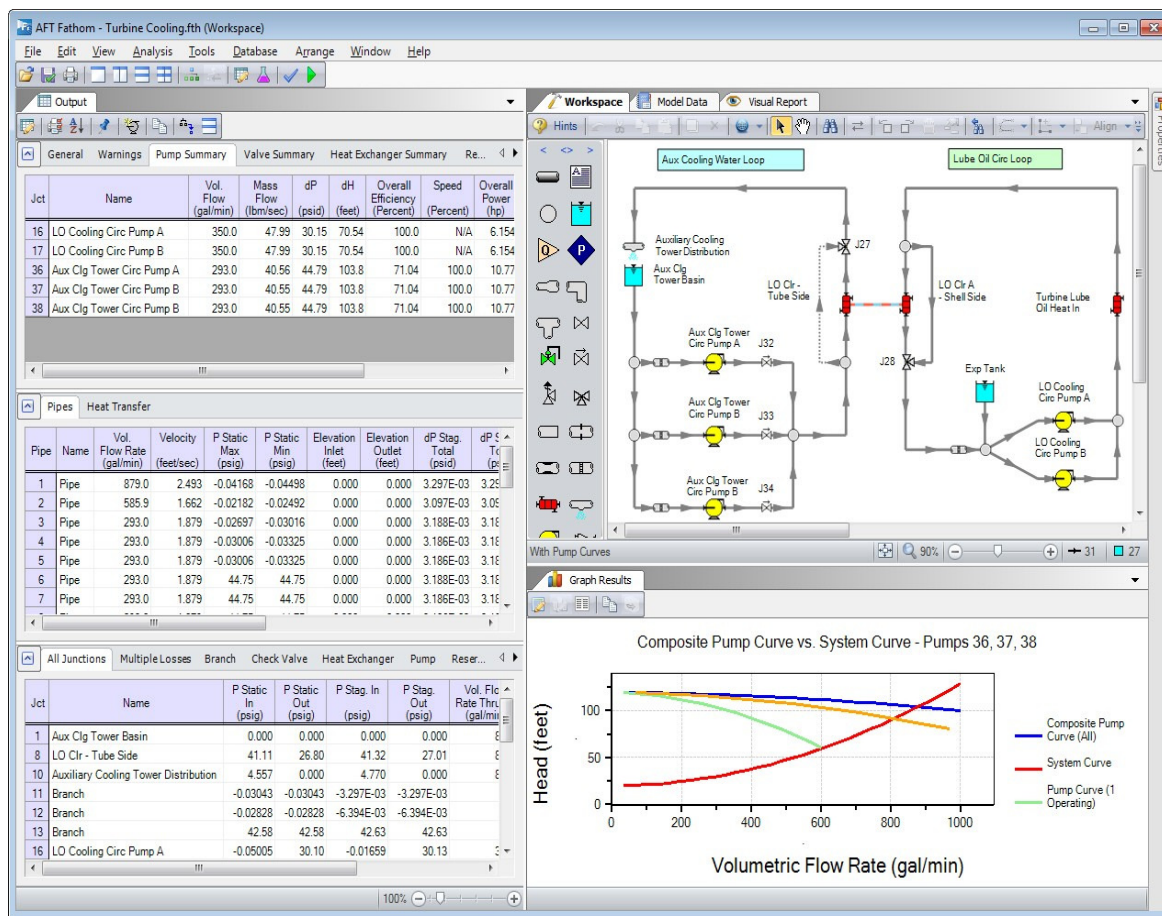 AFT Fathom - Turbine Cooling.fth (Workspace)
File Edit View Analysis Tools Database Arrange Window Help
Output
General Warnings Pump Summary Valve Summary Heat Exchanger Summary Re...
Jct Name Vol. Flow (gal/min) Mass Flow (lbm/sec) dP (psid) dH (feet) Overall Efficiency (Percent) Speed (Percent) Overall Power (hp)
16 LO Cooling Circ Pump A 350.0 47.99 30.15 70.54 100.0 N/A 6.154
17 LO Cooling Circ Pump B 350.0 47.99 30.15 70.54 100.0 N/A 6.154
36 Aux Clg Tower Circ Pump A 293.0 40.56 44.79 103.8 71.04 100.0 10.77
37 Aux Clg Tower Circ Pump B 293.0 40.56 44.79 103.8 71.04 100.0 10.77
38 Aux Clg Tower Circ Pump B 293.0 40.55 44.79 103.8 71.04 100.0 10.77
Pipes Heat Transfer
Pipe Name Vol. Flow Rate (gal/min) Velocity (feet/sec) P Static Max (psig) P Static Min (psig) Elevation Inlet (feet) Elevation Outlet (feet) dP Stag. Total (psid)
1 Pipe 879.0 2.493 -0.04168 -0.04498 0.000 0.000 3.297E-03 3.29
2 Pipe 585.9 1.662 -0.02182 -0.02492 0.000 0.000 3.097E-03 3.09
3 Pipe 293.0 1.879 -0.02697 -0.03016 0.000 0.000 3.188E-03 3.18
4 Pipe 293.0 1.879 -0.03006 -0.03325 0.000 0.000 3.186E-03 3.18
5 Pipe 293.0 1.879 -0.03006 -0.03325 0.000 0.000 3.186E-03 3.18
6 Pipe 293.0 1.879 44.75 44.75 0.000 0.000 3.188E-03 3.18
7 Pipe 293.0 1.879 44.75 44.75 0.000 0.000 3.186E-03 3.18
All Junctions Multiple Losses Branch Check Valve Heat Exchanger Pump Reser...
Jct Name P Static In (psig) P Static Out (psig) P Stag. In (psig) P Stag. Out (psig) Vol. Flo Rate Thru (gal/mi
1 Aux Clg Tower Basin 0.000 0.000 0.000 0.000 8
8 LO Clr - Tube Side 41.11 26.80 41.32 27.01 8
10 Auxiliary Cooling Tower Distribution 4.557 0.000 4.770 0.000 8
11 Branch -0.03043 -0.03043 -3.297E-03 -3.297E-03
12 Branch -0.02828 -0.02828 -6.394E-03 -6.394E-03
13 Branch 42.58 42.58 42.63 42.63
16 LO Cooling Circ Pump A -0.05005 30.10 -0.01659 30.13 3
100%
Workspace Model Data Visual Report
Hints Align
Properties
Aux Cooling Water Loop
Lube Oil Circ Loop
Auxiliary Cooling
Tower Distribution
Aux Clg
Tower Basin
J27
LO Clr -
Tube Side
LO Clr A
- Shell Side
Turbine Lube
Oil Heat In
Aux Clg Tower
Circ Pump A
J32
J28
Exp Tank
Aux Clg Tower
Circ Pump B
J33
LO Cooling
Circ Pump A
LO Cooling
Circ Pump B
Aux Clg Tower
Circ Pump B
J34
With Pump Curves 90% 31 27
Graph Results
Composite Pump Curve vs. System Curve - Pumps 36, 37, 38
Head (feet)
100
50
0
0 200 400 600 800 1000
Volumetric Flow Rate (gal/min)
Composite Pump
Curve (All)
System Curve
Pump Curve (1
Operating)